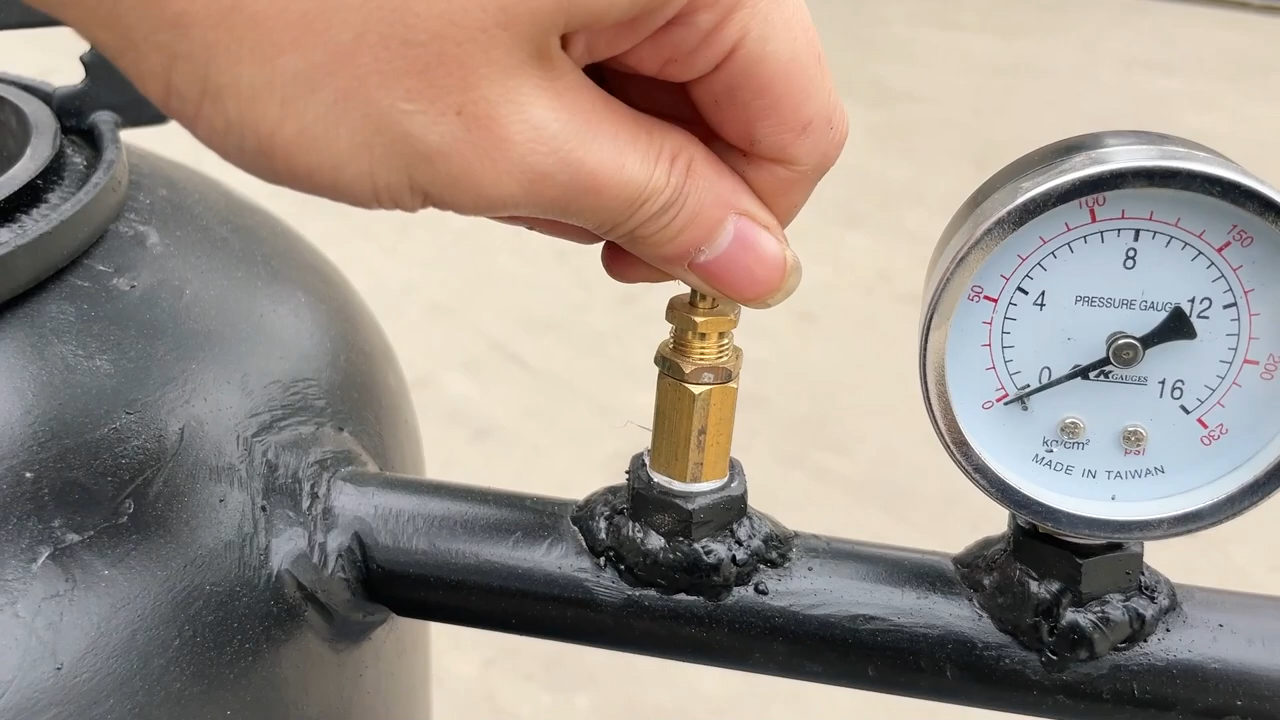 100
150
50
8
4
PRESSURE GAUGE
12
200
0
0
K GAUGES
16
230
kg/cm²
psi
MADE IN TAIWAN